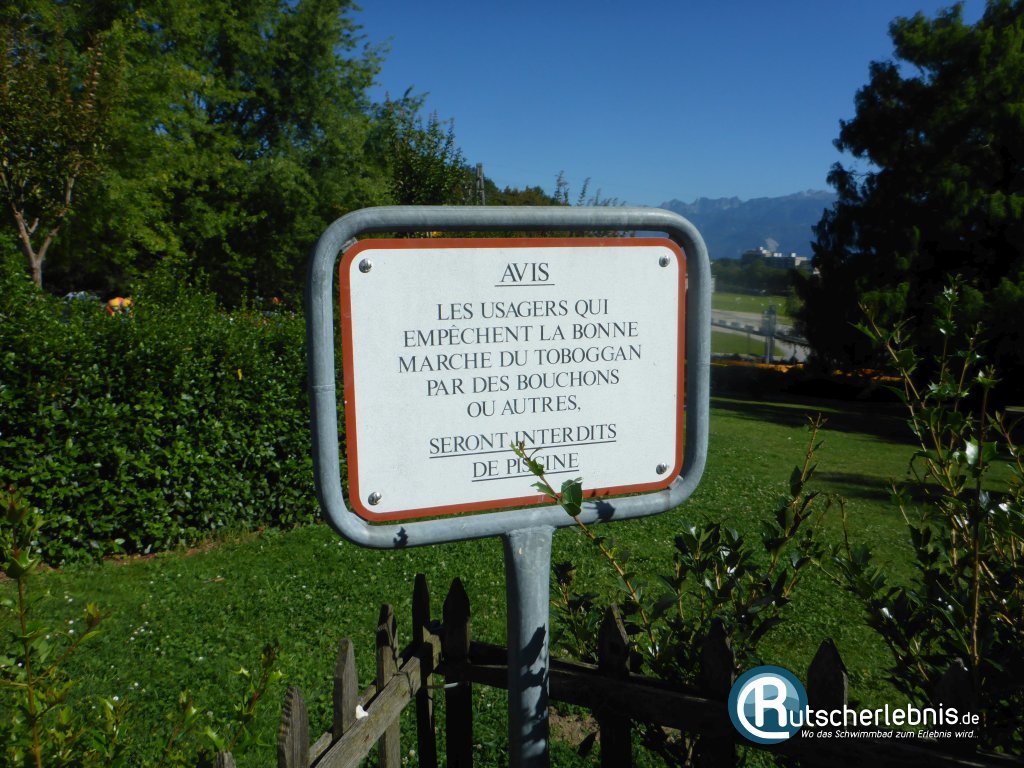 AVIS
LES USAGERS QUI
EMPÊCHENT LA BONNE
MARCHE DU TOBOGGAN
PAR DES BOUCHONS
OU AUTRES,
SERONT INTERDITS
DE PISCINE
Rutscherlebnis.de
Wo das Schwimmbad zum Erlebnis wird.